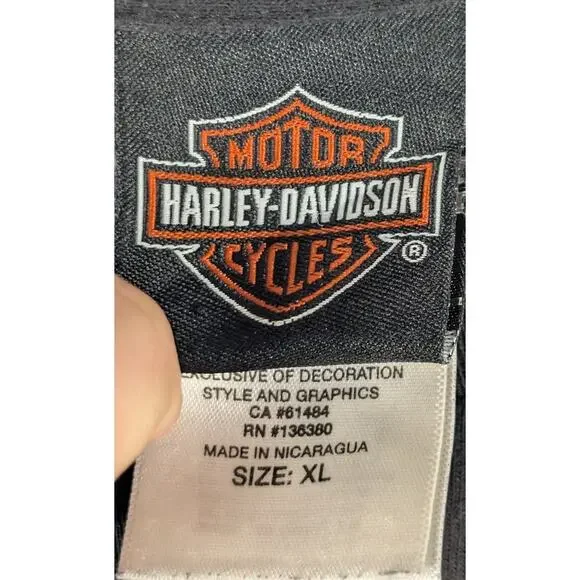 MOTOR
HARLEY-DAVIDSON
CYCLES
®
EXCLUSIVE OF DECORATION
STYLE AND GRAPHICS
CA #61484
RN #136380
MADE IN NICARAGUA
SIZE: XL